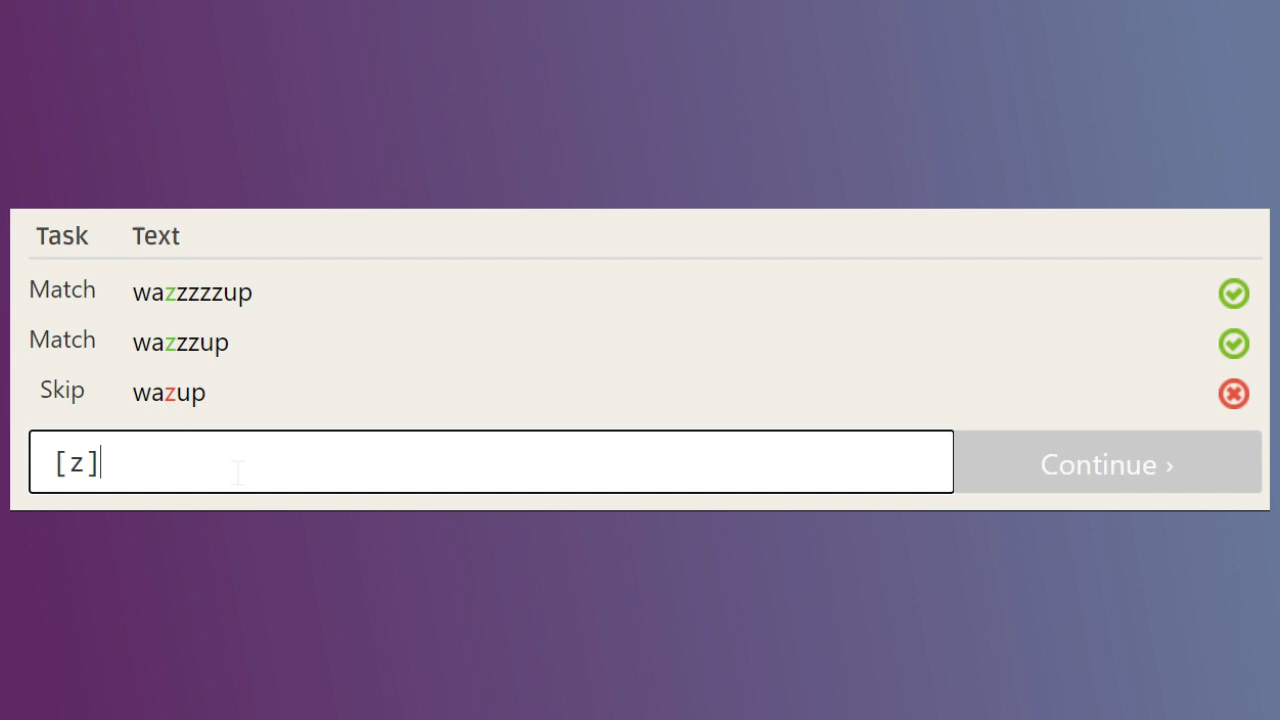 Task Text
Match wazzzzzup
Match wazzzup
Skip wazup
[z]
Continue ›